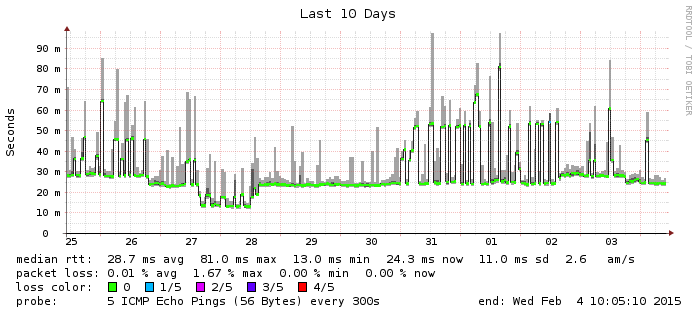 Last 10 Days
RRDTOOL / TOBI OETIKER
Seconds
90 m
80 m
70 m
60 m
50 m
40 m
30 m
20 m
10 m
0
25 26 27 28 29 30 31 01 02 03
median rtt: 28.7 ms avg 81.0 ms max 13.0 ms min 24.3 ms now 11.0 ms sd 2.6 am/s
packet loss: 0.01 % avg 1.67 % max 0.00 % min 0.00 % now
loss color: 0 1/5 2/5 3/5 4/5
probe: 5 ICMP Echo Pings (56 Bytes) every 300s end: Wed Feb 4 10:05:10 2015